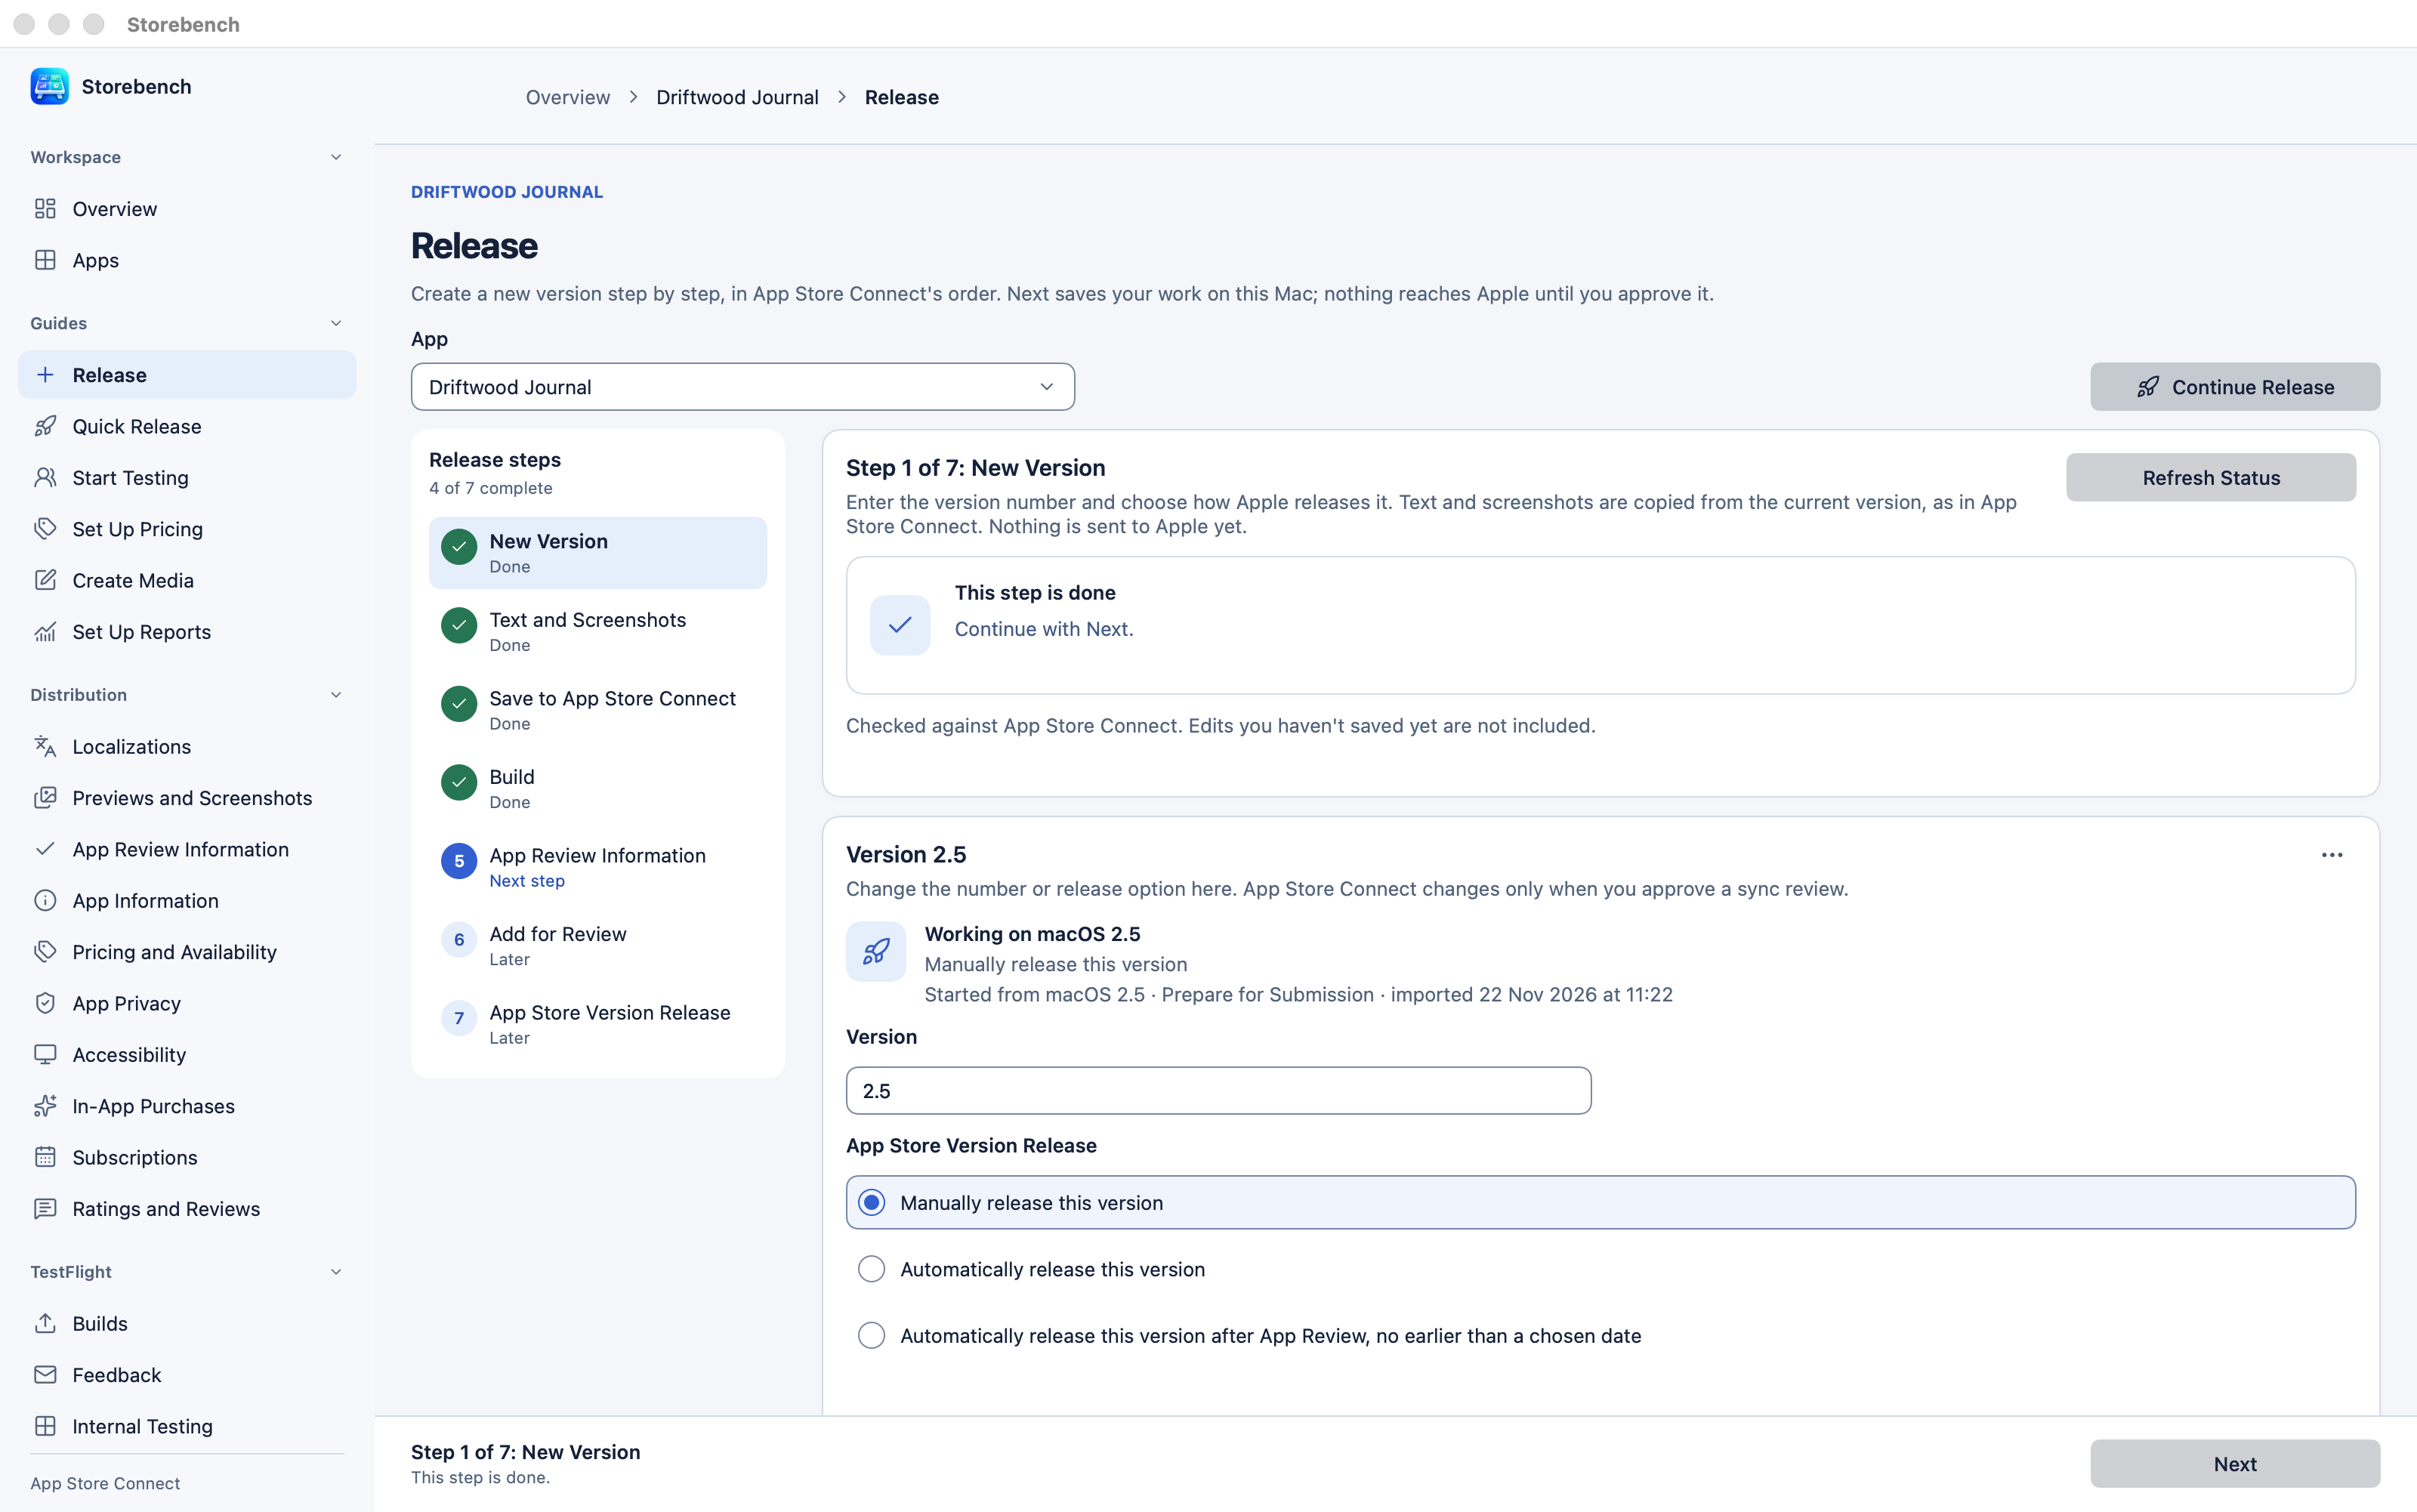 Storebench
Storebench
Workspace
Overview
Apps
Guides
Release
Quick Release
Start Testing
Set Up Pricing
Create Media
Set Up Reports
Distribution
Localizations
Previews and Screenshots
App Review Information
App Information
Pricing and Availability
App Privacy
Accessibility
In-App Purchases
Subscriptions
Ratings and Reviews
TestFlight
Builds
Feedback
Internal Testing
App Store Connect
Overview > Driftwood Journal > Release
DRIFTWOOD JOURNAL
Release
Create a new version step by step, in App Store Connect's order. Next saves your work on this Mac; nothing reaches Apple until you approve it.
App
Driftwood Journal
Continue Release
Release steps
4 of 7 complete
New Version
Done
Text and Screenshots
Done
Save to App Store Connect
Done
Build
Done
5 App Review Information
Next step
6 Add for Review
Later
7 App Store Version Release
Later
Step 1 of 7: New Version
Refresh Status
Enter the version number and choose how Apple releases it. Text and screenshots are copied from the current version, as in App
Store Connect. Nothing is sent to Apple yet.
This step is done
Continue with Next.
Checked against App Store Connect. Edits you haven't saved yet are not included.
Version 2.5
Change the number or release option here. App Store Connect changes only when you approve a sync review.
Working on macOS 2.5
Manually release this version
Started from macOS 2.5 · Prepare for Submission · imported 22 Nov 2026 at 11:22
Version
2.5
App Store Version Release
Manually release this version
Automatically release this version
Automatically release this version after App Review, no earlier than a chosen date
Step 1 of 7: New Version
This step is done.
Next